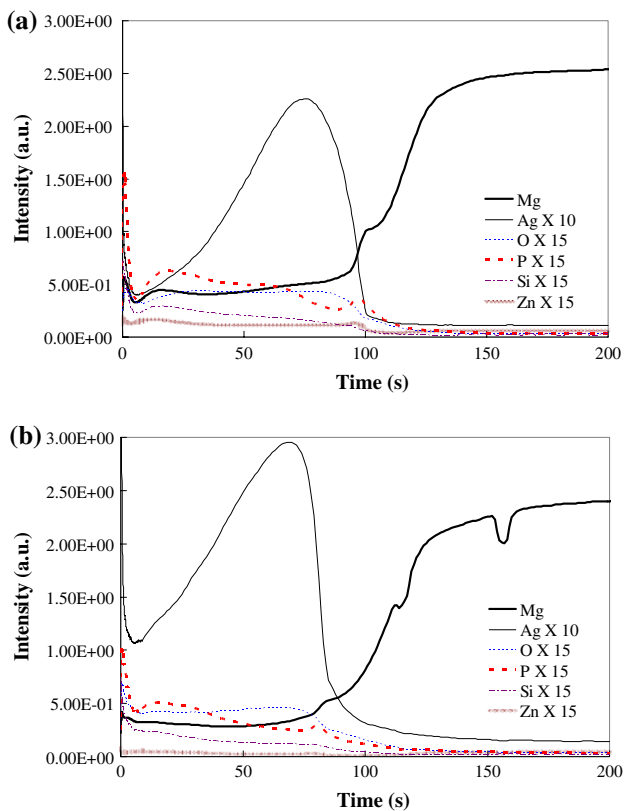 (a)
3.00E+00
2.50E+00
2.00E+00
1.50E+00
1.00E+00
5.00E-01
0.00E+00
Intensity (a.u.)
Mg
Ag X 10
O X 15
P X 15
Si X 15
Zn X 15
0 50 100 150 200
Time (s)
(b)
3.00E+00
2.50E+00
2.00E+00
1.50E+00
1.00E+00
5.00E-01
0.00E+00
Intensity (a.u.)
Mg
Ag X 10
O X 15
P X 15
Si X 15
Zn X 15
0 50 100 150 200
Time (s)